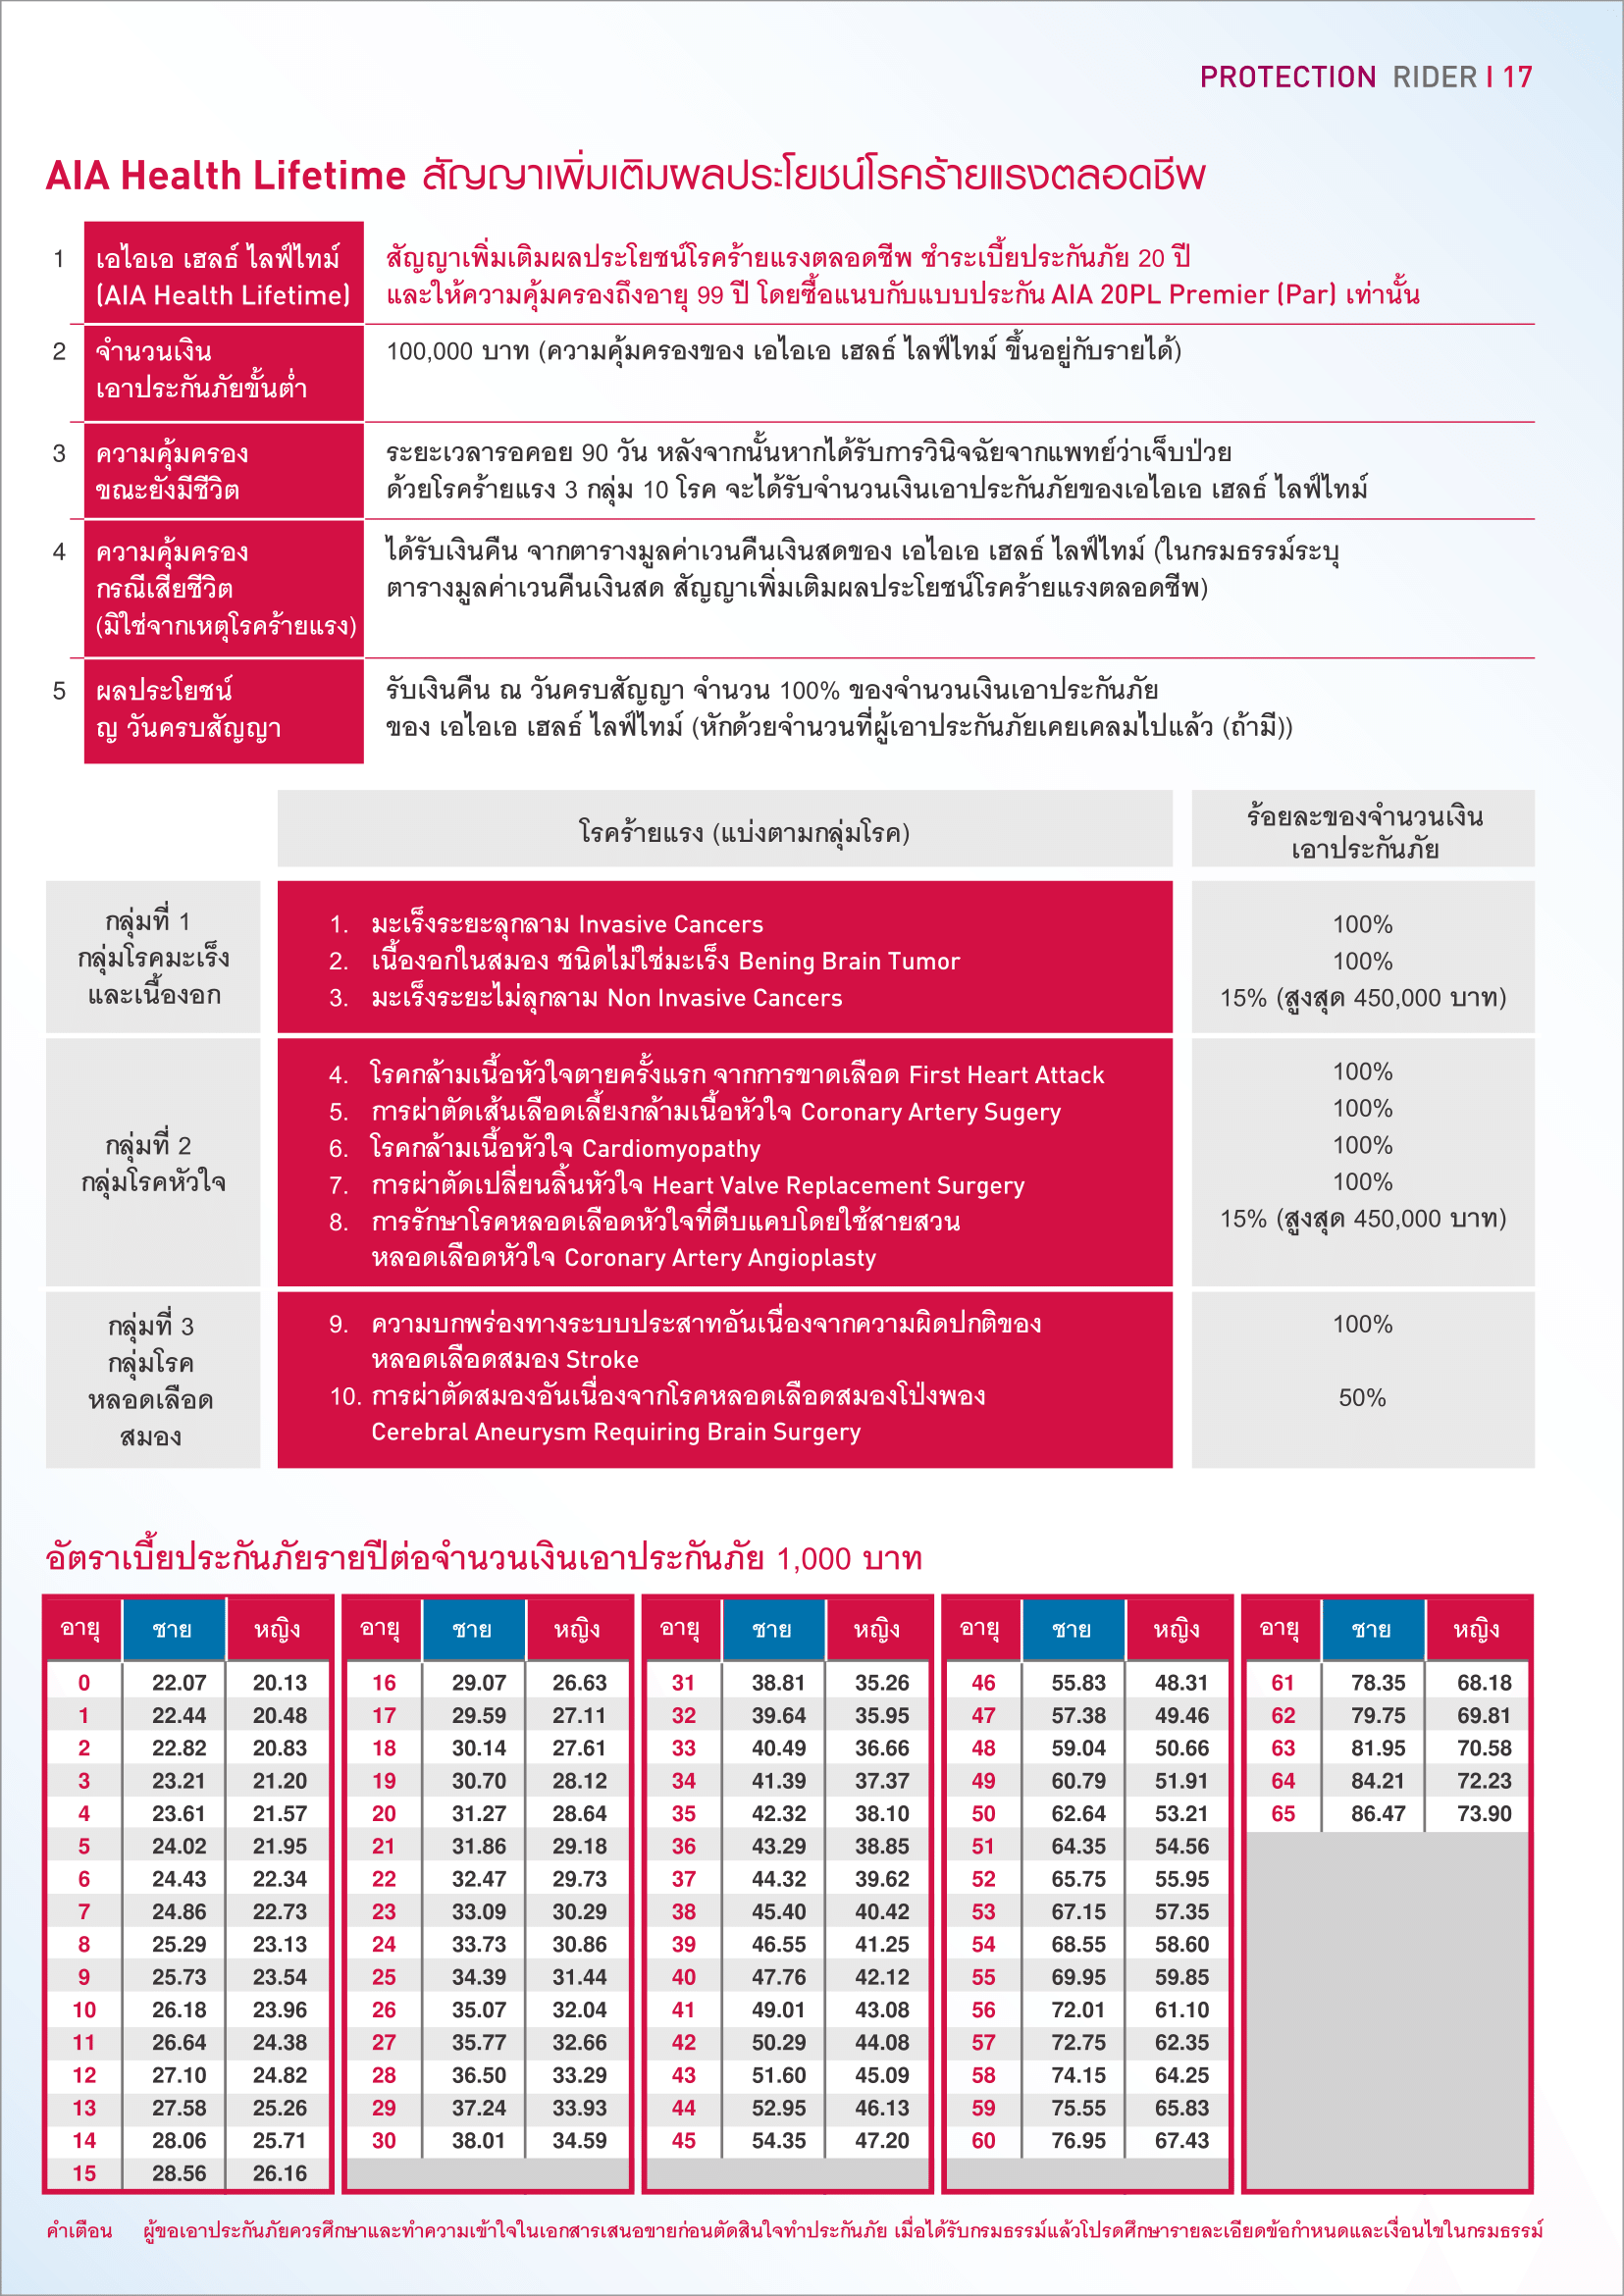 PROTECTION RIDER | 17
AIA Health Lifetime สัญญาเพิ่มเติมผลประโยชน์โรคร้ายแรงตลอดชีพ
1 เอไอเอ เฮลธ์ ไลฟ์ไทม์ สัญญาเพิ่มเติมผลประโยชน์โรคร้ายแรงตลอดชีพ ชำระเบี้ยประกันภัย 20 ปี
(AIA Health Lifetime) และให้ความคุ้มครองถึงอายุ 99 ปี โดยซื้อแนบกับแบบประกัน AIA 20PL Premier (Par) เท่านั้น
2 จำนวนเงิน 100,000 บาท (ความคุ้มครองของ เอไอเอ เฮลธ์ ไลฟ์ไทม์ ขึ้นอยู่กับรายได้)
เอาประกันภัยขั้นต่ำ
3 ความคุ้มครอง ระยะเวลารอคอย 90 วัน หลังจากนั้นหากได้รับการวินิจฉัยจากแพทย์ว่าเจ็บป่วย
ขณะยังมีชีวิต ด้วยโรคร้ายแรง 3 กลุ่ม 10 โรค จะได้รับจำนวนเงินเอาประกันภัยของเอไอเอ เฮลธ์ ไลฟ์ไทม์
4 ความคุ้มครอง ได้รับเงินคืน จากตารางมูลค่าเวนคืนเงินสดของ เอไอเอ เฮลธ์ ไลฟ์ไทม์ (ในกรมธรรม์ระบุ
กรณีเสียชีวิต ตารางมูลค่าเวนคืนเงินสด สัญญาเพิ่มเติมผลประโยชน์โรคร้ายแรงตลอดชีพ)
(มิใช่จากเหตุโรคร้ายแรง)
5 ผลประโยชน์ รับเงินคืน ณ วันครบสัญญา จำนวน 100% ของจำนวนเงินเอาประกันภัย
ญ วันครบสัญญา ของ เอไอเอ เฮลธ์ ไลฟ์ไทม์ (หักด้วยจำนวนที่ผู้เอาประกันภัยเคยเคลมไปแล้ว (ถ้ามี))
โรคร้ายแรง (แบ่งตามกลุ่มโรค)
ร้อยละของจำนวนเงิน
เอาประกันภัย
กลุ่มที่ 1
กลุ่มโรคมะเร็ง
และเนื้องอก
1. มะเร็งระยะลุกลาม Invasive Cancers 100%
2. เนื้องอกในสมอง ชนิดไม่ใช่มะเร็ง Bening Brain Tumor 100%
3. มะเร็งระยะไม่ลุกลาม Non Invasive Cancers 15% (สูงสุด 450,000 บาท)
กลุ่มที่ 2
กลุ่มโรคหัวใจ
4. โรคกล้ามเนื้อหัวใจตายครั้งแรก จากการขาดเลือด First Heart Attack 100%
5. การผ่าตัดเส้นเลือดเลี้ยงกล้ามเนื้อหัวใจ Coronary Artery Sugery 100%
6. โรคกล้ามเนื้อหัวใจ Cardiomyopathy 100%
7. การผ่าตัดเปลี่ยนลิ้นหัวใจ Heart Valve Replacement Surgery 100%
8. การรักษาโรคหลอดเลือดหัวใจที่ตีบแคบโดยใช้สายสวน 15% (สูงสุด 450,000 บาท)
หลอดเลือดหัวใจ Coronary Artery Angioplasty
กลุ่มที่ 3
กลุ่มโรค
หลอดเลือด
สมอง
9. ความบกพร่องทางระบบประสาทอันเนื่องจากความผิดปกติของ 100%
หลอดเลือดสมอง Stroke
10. การผ่าตัดสมองอันเนื่องจากโรคหลอดเลือดสมองโป่งพอง 50%
Cerebral Aneurysm Requiring Brain Surgery
อัตราเบี้ยประกันภัยรายปีต่อจำนวนเงินเอาประกันภัย 1,000 บาท
อายุ ชาย หญิง อายุ ชาย หญิง อายุ ชาย หญิง อายุ ชาย หญิง อายุ ชาย หญิง
0 22.07 20.13 16 29.07 26.63 31 38.81 35.26 46 55.83 48.31 61 78.35 68.18
1 22.44 20.48 17 29.59 27.11 32 39.64 35.95 47 57.38 49.46 62 79.75 69.81
2 22.82 20.83 18 30.14 27.61 33 40.49 36.66 48 59.04 50.66 63 81.95 70.58
3 23.21 21.20 19 30.70 28.12 34 41.39 37.37 49 60.79 51.91 64 84.21 72.23
4 23.61 21.57 20 31.27 28.64 35 42.32 38.10 50 62.64 53.21 65 86.47 73.90
5 24.02 21.95 21 31.86 29.18 36 43.29 38.85 51 64.35 54.56
6 24.43 22.34 22 32.47 29.73 37 44.32 39.62 52 65.75 55.95
7 24.86 22.73 23 33.09 30.29 38 45.40 40.42 53 67.15 57.35
8 25.29 23.13 24 33.73 30.86 39 46.55 41.25 54 68.55 58.60
9 25.73 23.54 25 34.39 31.44 40 47.76 42.12 55 69.95 59.85
10 26.18 23.96 26 35.07 32.04 41 49.01 43.08 56 72.01 61.10
11 26.64 24.38 27 35.77 32.66 42 50.29 44.08 57 72.75 62.35
12 27.10 24.82 28 36.50 33.29 43 51.60 45.09 58 74.15 64.25
13 27.58 25.26 29 37.24 33.93 44 52.95 46.13 59 75.55 65.83
14 28.06 25.71 30 38.01 34.59 45 54.35 47.20 60 76.95 67.43
15 28.56 26.16
คำเตือน ผู้ขอเอาประกันภัยควรศึกษาและทำความเข้าใจในเอกสารเสนอขายก่อนตัดสินใจทำประกันภัย เมื่อได้รับกรมธรรม์แล้วโปรดศึกษารายละเอียดข้อกำหนดและเงื่อนไขในกรมธรรม์